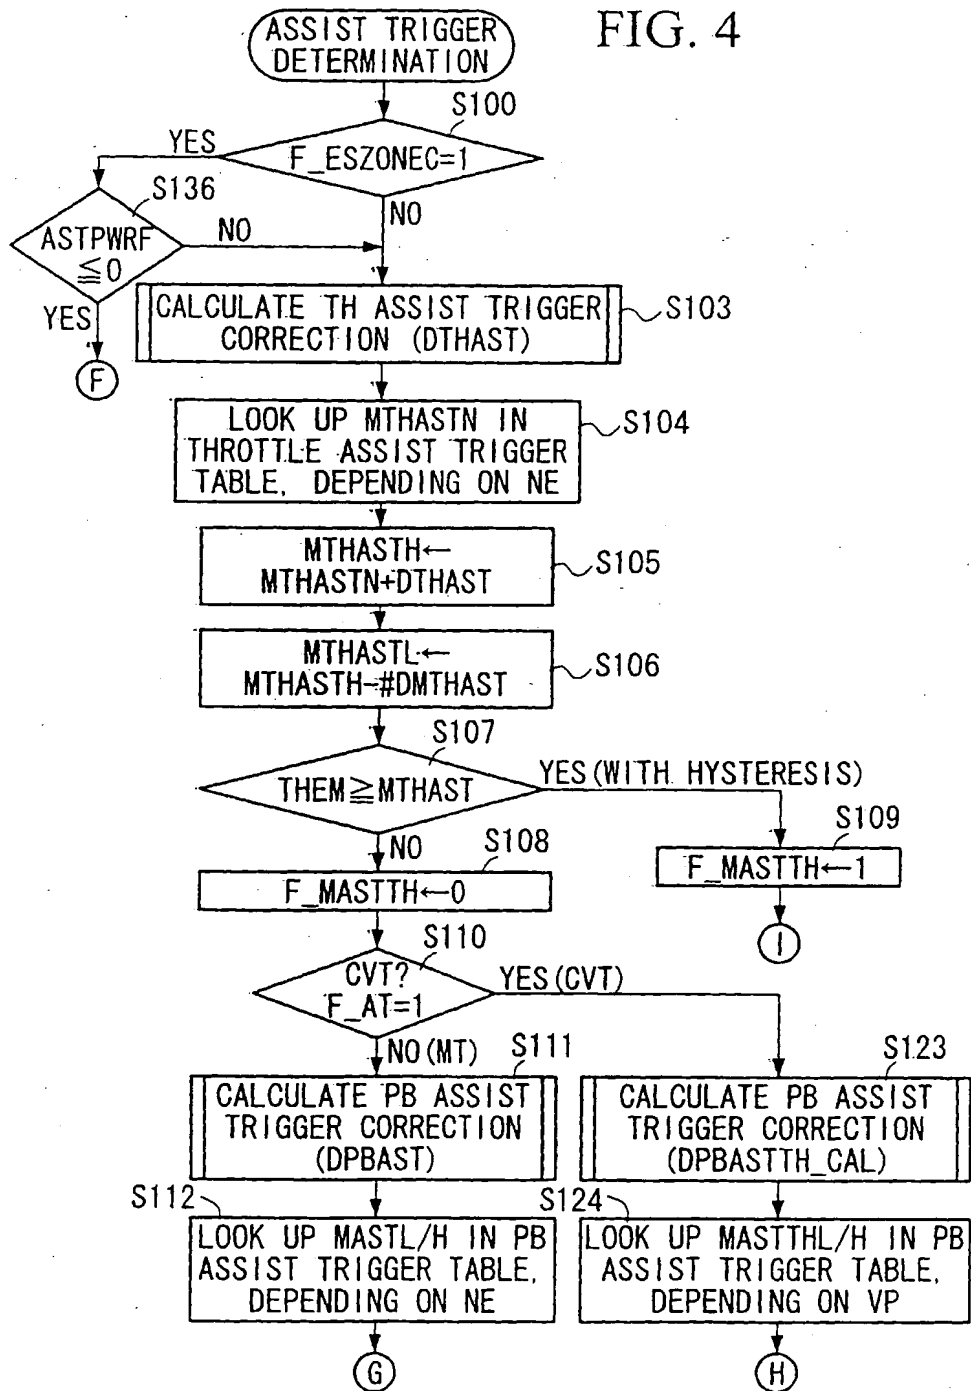 FIG. 4
ASSIST TRIGGER
DETERMINATION
S100
F_ESZONEC=1
YES
NO
S136
ASTPWRF
≦0
NO
YES
F
CALCULATE TH ASSIST TRIGGER
CORRECTION (DTHAST)
S103
LOOK UP MTHASTN IN
THROTTLE ASSIST TRIGGER
TABLE, DEPENDING ON NE
S104
MTHASTH←
MTHASTN+DTHAST
S105
MTHASTL←
MTHASTH-#DMTHAST
S106
S107
THEM≧MTHAST
YES(WITH HYSTERESIS)
NO
S108
F_MASTTH←0
S109
F_MASTTH←1
I
S110
CVT?
F_AT=1
YES(CVT)
NO(MT)
S111
CALCULATE PB ASSIST
TRIGGER CORRECTION
(DPBAST)
S123
CALCULATE PB ASSIST
TRIGGER CORRECTION
(DPBASTTH_CAL)
S112
LOOK UP MASTL/H IN PB
ASSIST TRIGGER TABLE,
DEPENDING ON NE
S124
LOOK UP MASTTHL/H IN PB
ASSIST TRIGGER TABLE,
DEPENDING ON VP
G
H